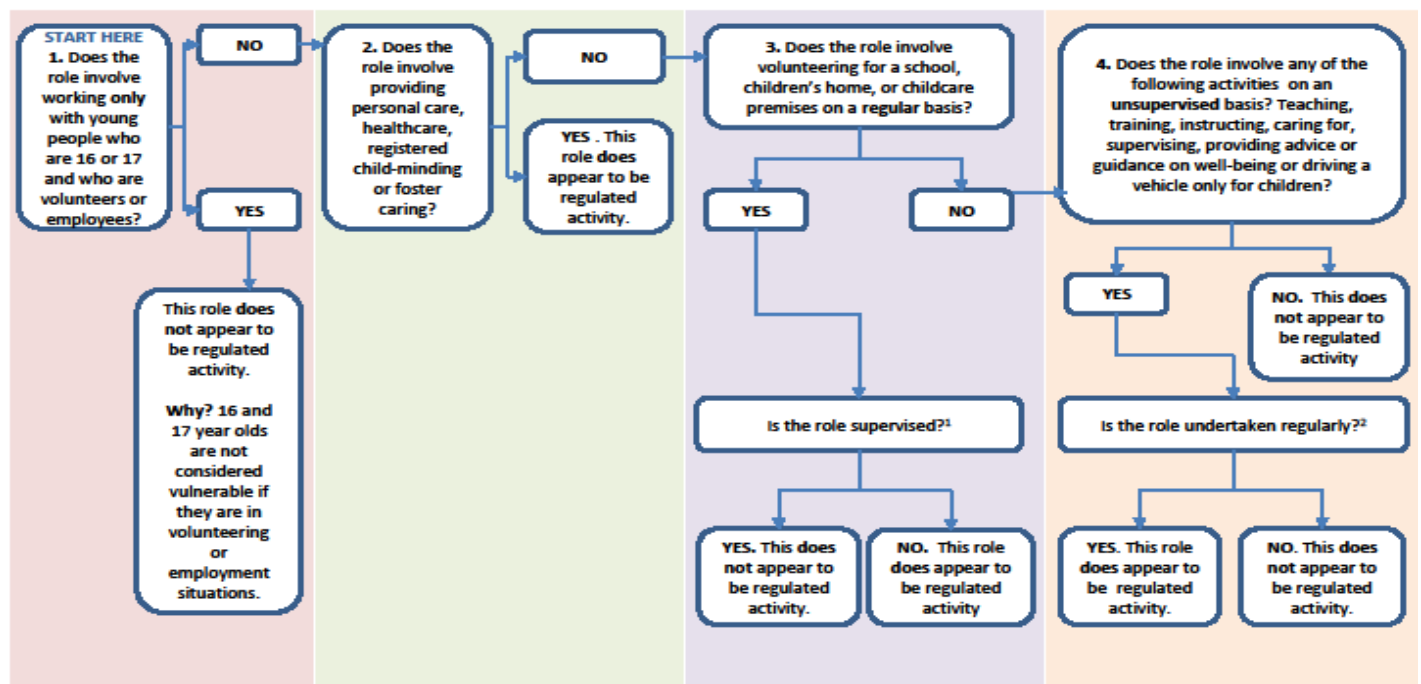 START HERE
1. Does the
role involve
working only
with young
people who
are 16 or 17
and who are
volunteers or
employees?
NO
YES
This role does
not appear to
be regulated
activity.
Why? 16 and
17 year olds
are not
considered
vulnerable if
they are in
volunteering
or
employment
situations.
2. Does the
role involve
providing
personal care,
healthcare,
registered
child-minding
or foster
caring?
NO
YES . This
role does
appear to be
regulated
activity.
3. Does the role involve
volunteering for a school,
children's home, or childcare
premises on a regular basis?
YES
NO
Is the role supervised?¹
YES. This does
not appear to
be regulated
activity.
NO. This role
does appear to
be regulated
activity
4. Does the role involve any of the
following activities on an
unsupervised basis? Teaching,
training, instructing, caring for,
supervising, providing advice or
guidance on well-being or driving
a vehicle only for children?
YES
NO. This does
not appear to
be regulated
activity
Is the role undertaken regularly?²
YES. This role
does appear to
be regulated
activity.
NO. This does
not appear to
be regulated
activity.